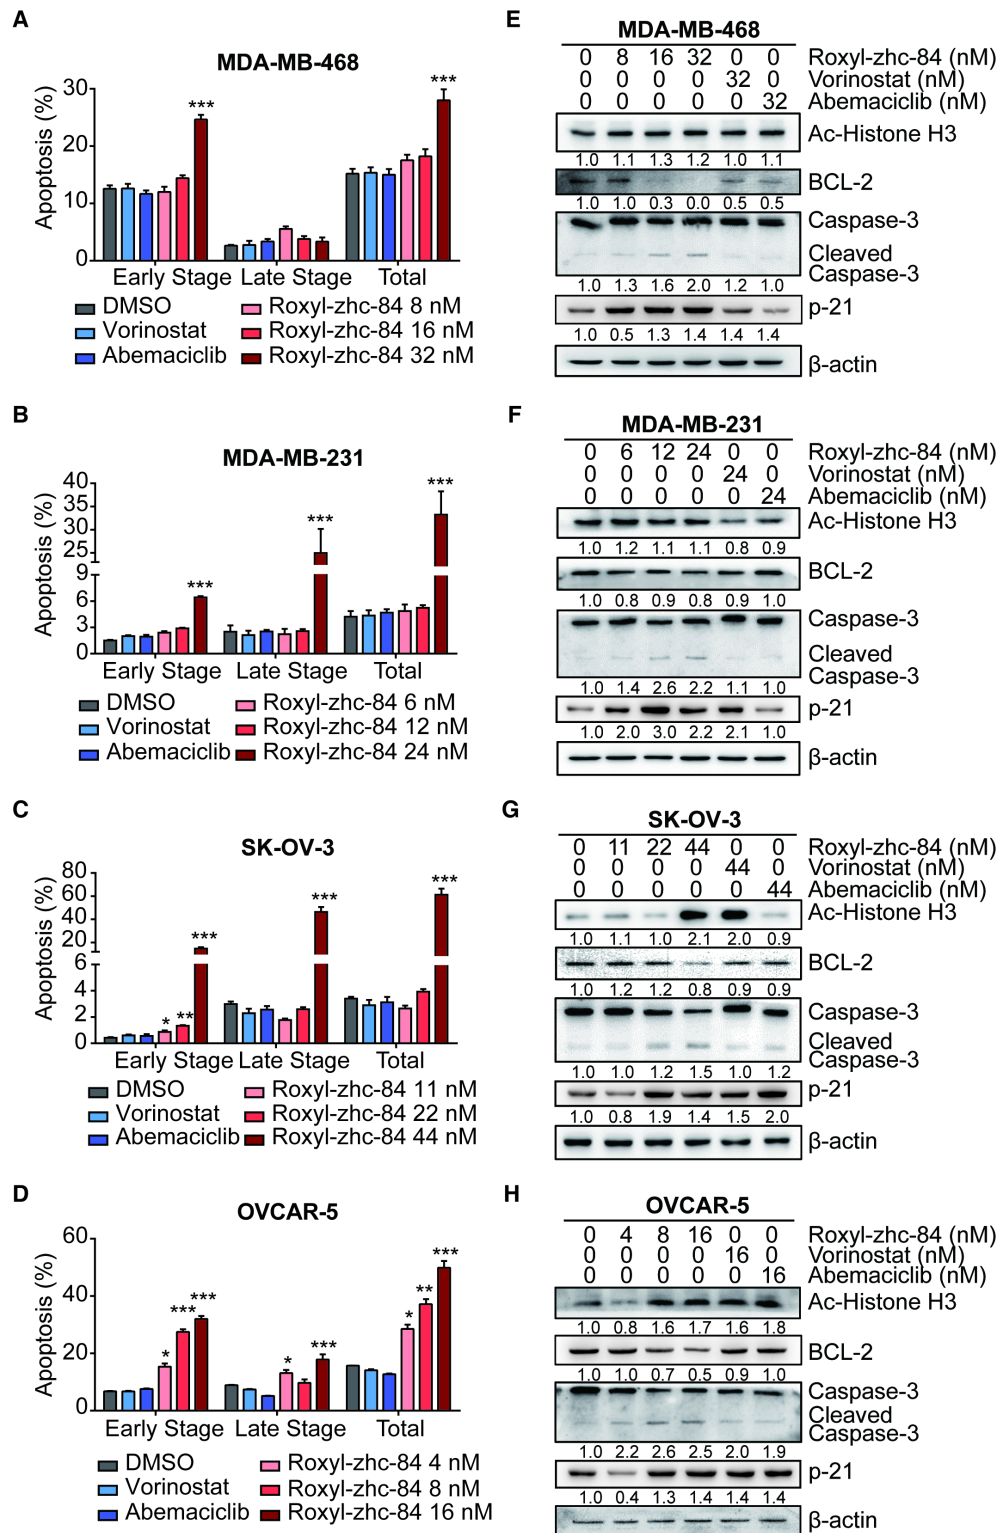 A
MDA-MB-468
Apoptosis (%)
30
20
10
0
Early Stage Late Stage Total
DMSO Roxyl-zhc-84 8 nM
Vorinostat Roxyl-zhc-84 16 nM
Abemaciclib Roxyl-zhc-84 32 nM
***
***
B
MDA-MB-231
Apoptosis (%)
40
35
30
25
9
6
3
0
Early Stage Late Stage Total
DMSO Roxyl-zhc-84 6 nM
Vorinostat Roxyl-zhc-84 12 nM
Abemaciclib Roxyl-zhc-84 24 nM
***
***
***
C
SK-OV-3
Apoptosis (%)
80
60
40
20
6
4
2
0
Early Stage Late Stage Total
DMSO Roxyl-zhc-84 11 nM
Vorinostat Roxyl-zhc-84 22 nM
Abemaciclib Roxyl-zhc-84 44 nM
* ** ***
***
***
D
OVCAR-5
Apoptosis (%)
60
40
20
0
Early Stage Late Stage Total
DMSO Roxyl-zhc-84 4 nM
Vorinostat Roxyl-zhc-84 8 nM
Abemaciclib Roxyl-zhc-84 16 nM
* *** ***
* ***
* ** ***
E
MDA-MB-468
0 8 16 32 0 0 Roxyl-zhc-84 (nM)
0 0 0 0 32 0 Vorinostat (nM)
0 0 0 0 0 32 Abemaciclib (nM)
Ac-Histone H3
1.0 1.1 1.3 1.2 1.0 1.1
BCL-2
1.0 1.0 0.3 0.0 0.5 0.5
Caspase-3
Cleaved
Caspase-3
1.0 1.3 1.6 2.0 1.2 1.0
p-21
1.0 0.5 1.3 1.4 1.4 1.4
β-actin
F
MDA-MB-231
0 6 12 24 0 0 Roxyl-zhc-84 (nM)
0 0 0 0 24 0 Vorinostat (nM)
0 0 0 0 0 24 Abemaciclib (nM)
Ac-Histone H3
1.0 1.2 1.1 1.1 0.8 0.9
BCL-2
1.0 0.8 0.9 0.8 0.9 1.0
Caspase-3
Cleaved
Caspase-3
1.0 1.4 2.6 2.2 1.1 1.0
p-21
1.0 2.0 3.0 2.2 2.1 1.0
β-actin
G
SK-OV-3
0 11 22 44 0 0 Roxyl-zhc-84 (nM)
0 0 0 0 44 0 Vorinostat (nM)
0 0 0 0 0 44 Abemaciclib (nM)
Ac-Histone H3
1.0 1.1 1.0 2.1 2.0 0.9
BCL-2
1.0 1.2 1.2 0.8 0.9 0.9
Caspase-3
Cleaved
Caspase-3
1.0 1.0 1.2 1.5 1.0 1.2
p-21
1.0 0.8 1.9 1.4 1.5 2.0
β-actin
H
OVCAR-5
0 4 8 16 0 0 Roxyl-zhc-84 (nM)
0 0 0 0 16 0 Vorinostat (nM)
0 0 0 0 0 16 Abemaciclib (nM)
Ac-Histone H3
1.0 0.8 1.6 1.7 1.6 1.8
BCL-2
1.0 1.0 0.7 0.5 0.9 1.0
Caspase-3
Cleaved
Caspase-3
1.0 2.2 2.6 2.5 2.0 1.9
p-21
1.0 0.4 1.3 1.4 1.4 1.4
β-actin